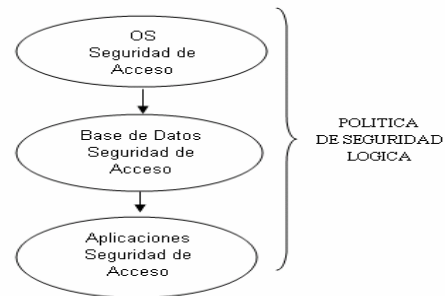 OS
Seguridad de
Acceso
Base de Datos
Seguridad de
Acceso
Aplicaciones
Seguridad de
Acceso
POLITICA
DE SEGURIDAD
LOGICA